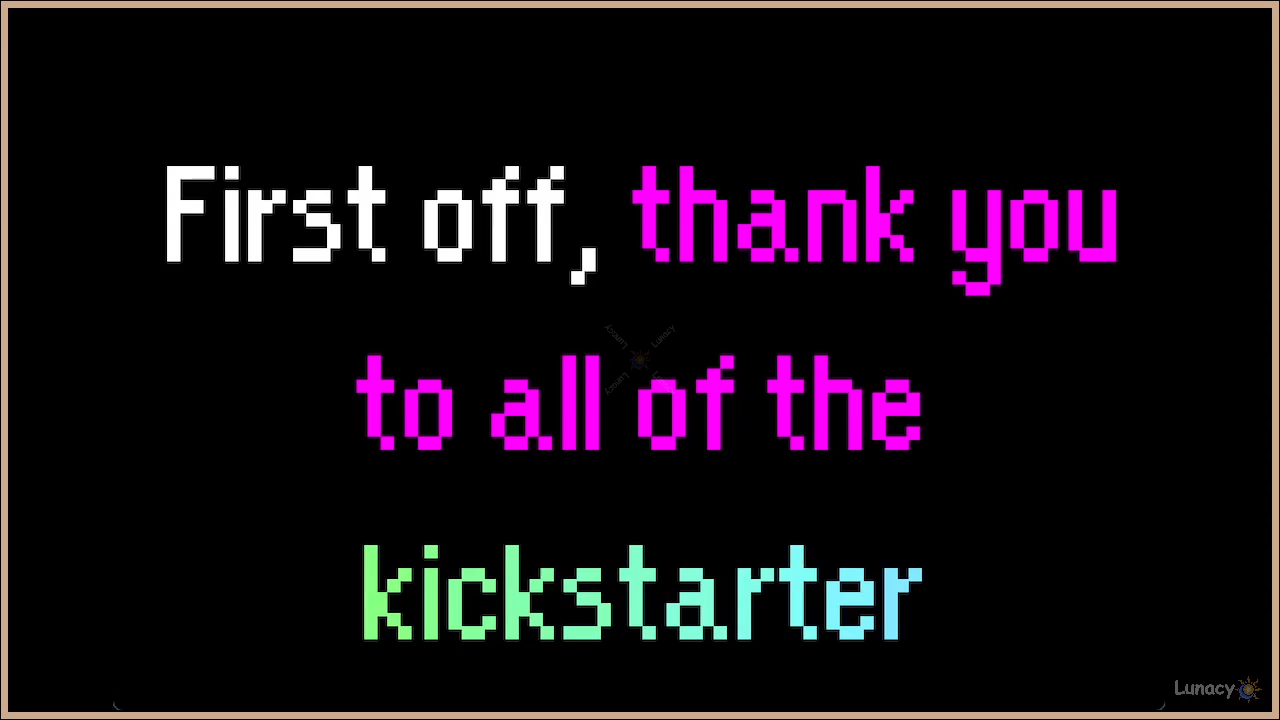 First off, thank you
to all of the
kickstarter
Lunacy